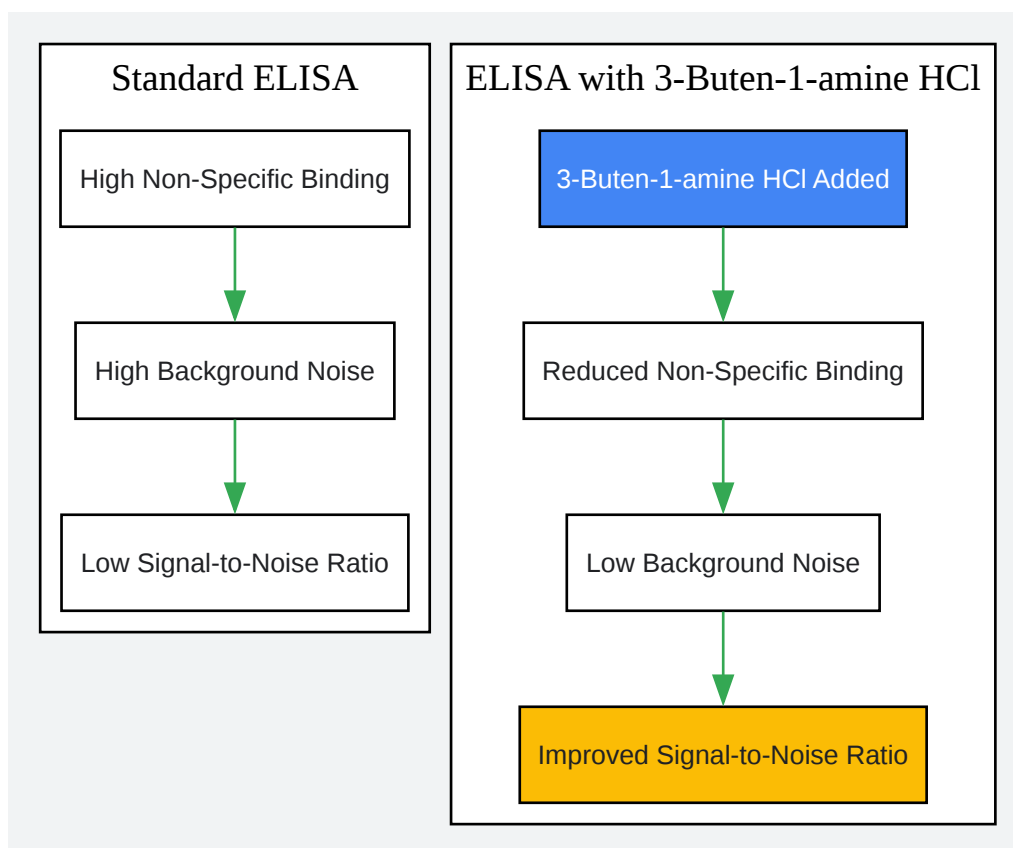 Standard ELISA
High Non-Specific Binding
High Background Noise
Low Signal-to-Noise Ratio
ELISA with 3-Buten-1-amine HCl
3-Buten-1-amine HCl Added
Reduced Non-Specific Binding
Low Background Noise
Improved Signal-to-Noise Ratio